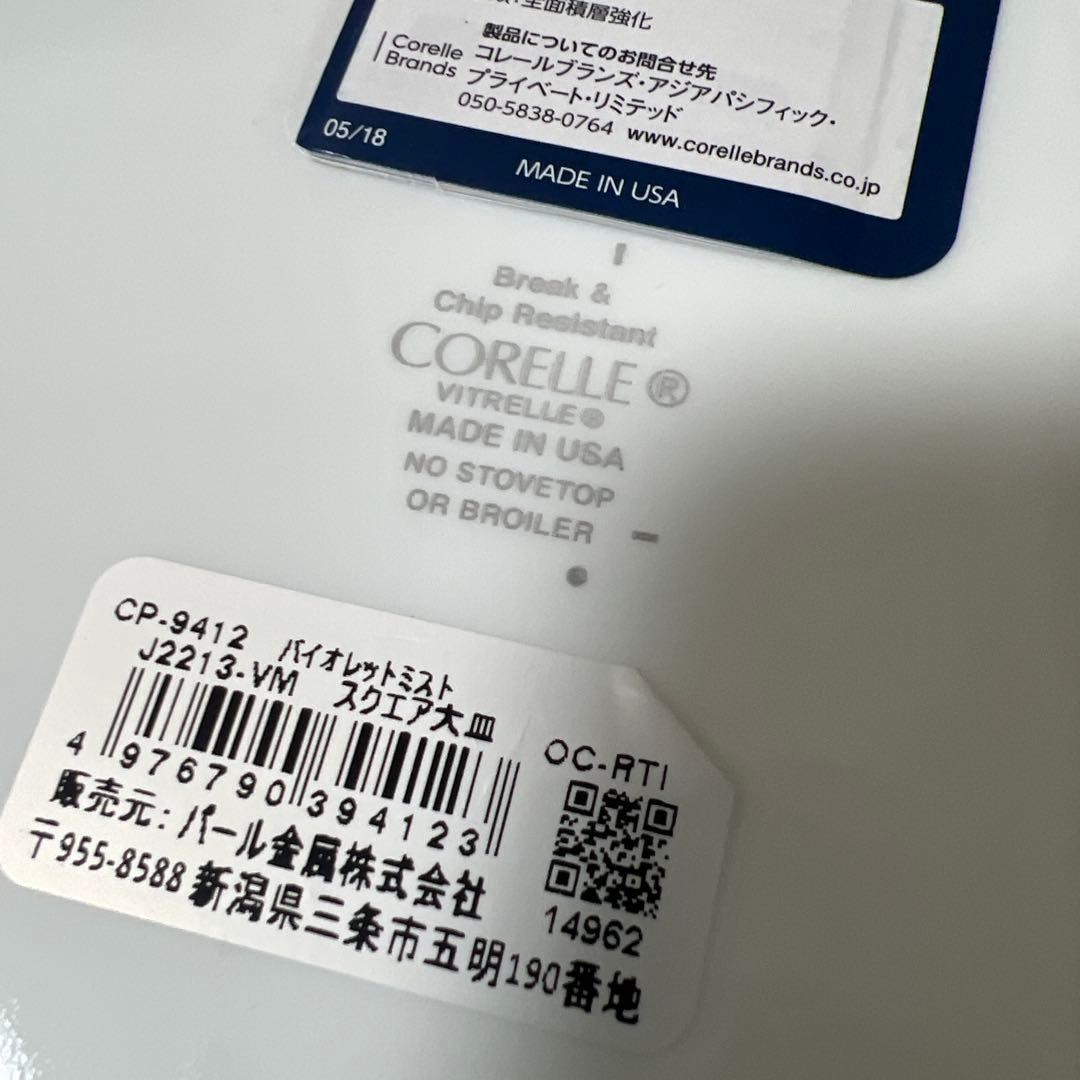 全面積層強化
製品についてのお問合せ先
Corelle Brands
コレールブランズ・アジアパシフィック・
プライベート・リミテッド
050-5838-0764 www.corellebrands.co.jp
05/18
MADE IN USA
Break &
Chip Resistant
CORELLE®
VITRELLE®
MADE IN USA
NO STOVETOP
OR BROILER
CP-9412 バイオレットミスト
J2213-VM スクエア大皿
4 976790 394123
OC-RTI
14962
販売元:パール金属株式会社
〒955-8588 新潟県三条市五明190番地